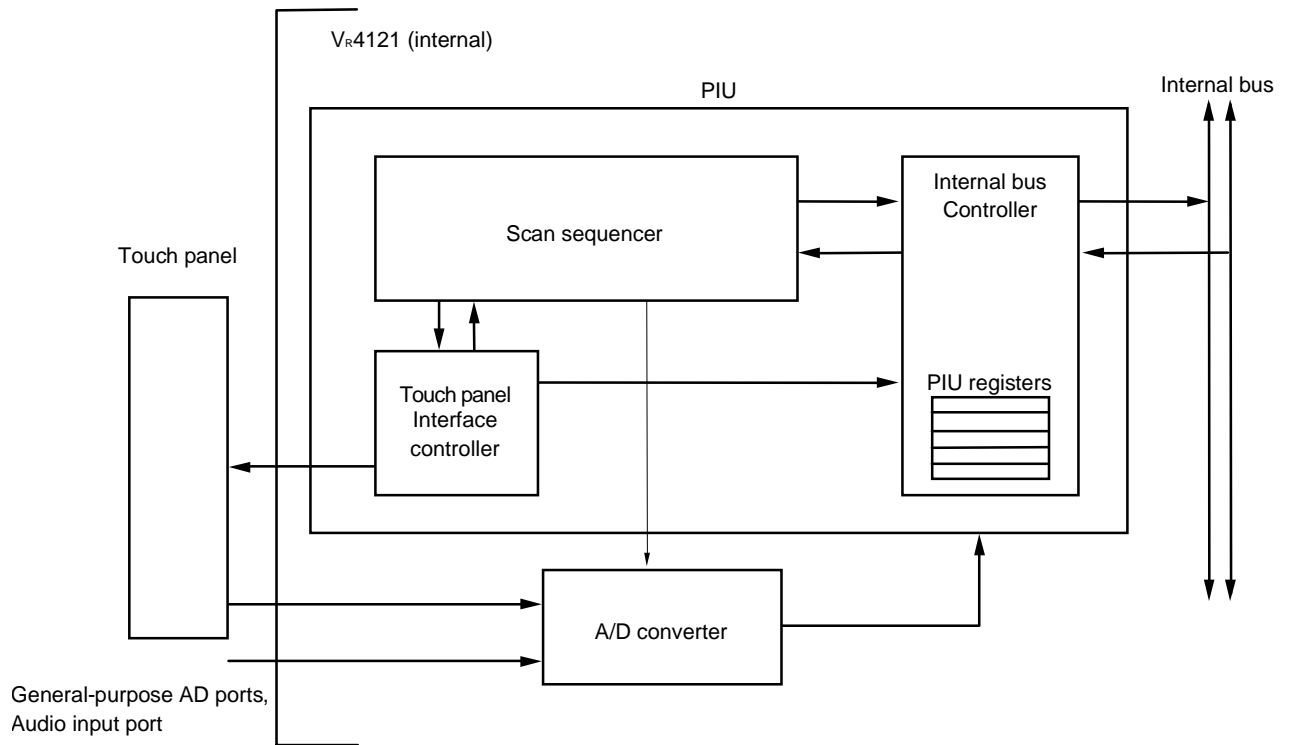 VR4121 (internal)
PIU
Internal bus
Internal bus
Controller
Scan sequencer
Touch panel
PIU registers
Touch panel
Interface
controller
A/D converter
General-purpose AD ports,
Audio input port